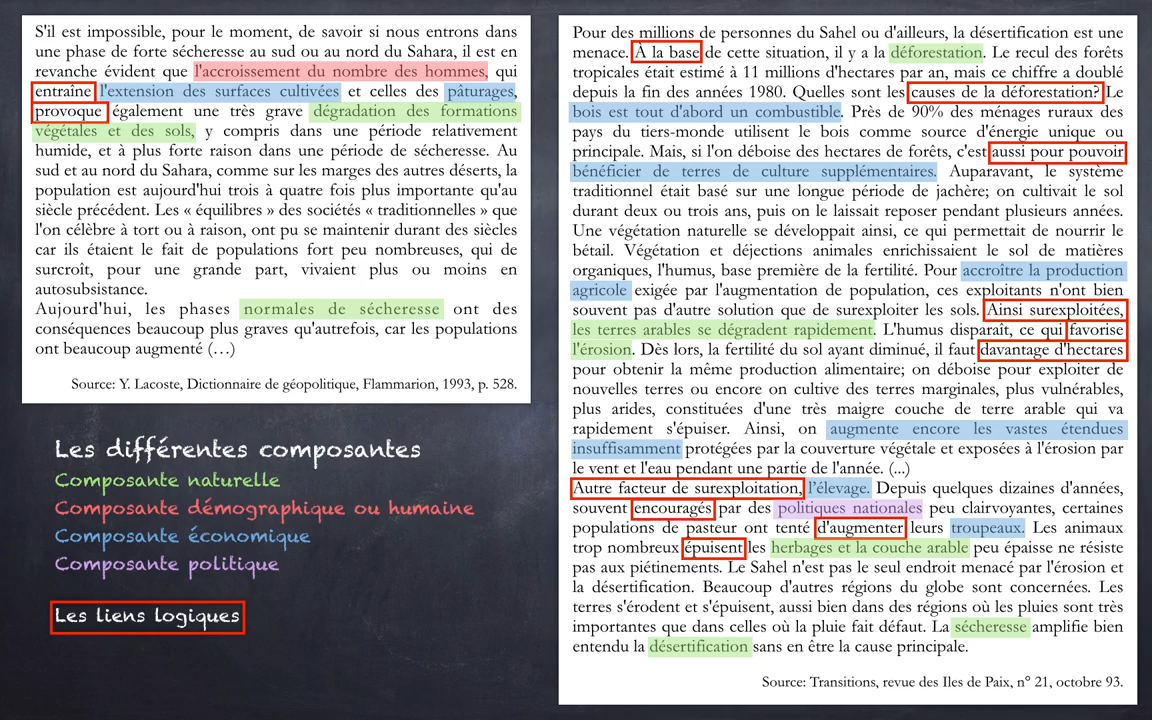 S'il est impossible, pour le moment, de savoir si nous entrons dans
une phase de forte sécheresse au sud ou au nord du Sahara, il est en
revanche évident que l'accroissement du nombre des hommes, qui
entraîne l'extension des surfaces cultivées et celles des pâturages,
provoque également une très grave dégradation des formations
végétales et des sols, y compris dans une période relativement
humide, et à plus forte raison dans une période de sécheresse. Au
sud et au nord du Sahara, comme sur les marges des autres déserts, la
population est aujourd'hui trois à quatre fois plus importante qu'au
siècle précédent. Les « équilibres » des sociétés « traditionnelles » que
l'on célèbre à tort ou à raison, ont pu se maintenir durant des siècles
car ils étaient le fait de populations fort peu nombreuses, qui de
surcroît, pour une grande part, vivaient plus ou moins en
autosubsistance.
Aujourd'hui, les phases normales de sécheresse ont des
conséquences beaucoup plus graves qu'autrefois, car les populations
ont beaucoup augmenté (…)
Source: Y. Lacoste, Dictionnaire de géopolitique, Flammarion, 1993, p. 528.
Les différentes composantes
Composante naturelle
Composante démographique ou humaine
Composante économique
Composante politique
Les liens logiques
Pour des millions de personnes du Sahel ou d'ailleurs, la désertification est une
menace. À la base de cette situation, il y a la déforestation. Le recul des forêts
tropicales était estimé à 11 millions d'hectares par an, mais ce chiffre a doublé
depuis la fin des années 1980. Quelles sont les causes de la déforestation? Le
bois est tout d'abord un combustible. Près de 90% des ménages ruraux des
pays du tiers-monde utilisent le bois comme source d'énergie unique ou
principale. Mais, si l'on déboise des hectares de forêts, c'est aussi pour pouvoir
bénéficier de terres de culture supplémentaires. Auparavant, le système
traditionnel était basé sur une longue période de jachère; on cultivait le sol
durant deux ou trois ans, puis on le laissait reposer pendant plusieurs années.
Une végétation naturelle se développait ainsi, ce qui permettait de nourrir le
bétail. Végétation et déjections animales enrichissaient le sol de matières
organiques, l'humus, base première de la fertilité. Pour accroître la production
agricole exigée par l'augmentation de population, ces exploitants n'ont bien
souvent pas d'autre solution que de surexploiter les sols. Ainsi surexploitées,
les terres arables se dégradent rapidement. L'humus disparaît, ce qui favorise
l'érosion. Dès lors, la fertilité du sol ayant diminué, il faut davantage d'hectares
pour obtenir la même production alimentaire; on déboise pour exploiter de
nouvelles terres ou encore on cultive des terres marginales, plus vulnérables,
plus arides, constituées d'une très maigre couche de terre arable qui va
rapidement s'épuiser. Ainsi, on augmente encore les vastes étendues
insuffisamment protégées par la couverture végétale et exposées à l'érosion par
le vent et l'eau pendant une partie de l'année. (...)
Autre facteur de surexploitation, l'élevage. Depuis quelques dizaines d'années,
souvent encouragés par des politiques nationales peu clairvoyantes, certaines
populations de pasteur ont tenté d'augmenter leurs troupeaux. Les animaux
trop nombreux épuisent les herbages et la couche arable peu épaisse ne résiste
pas aux piétinements. Le Sahel n'est pas le seul endroit menacé par l'érosion et
la désertification. Beaucoup d'autres régions du globe sont concernées. Les
terres s'érodent et s'épuisent, aussi bien dans des régions où les pluies sont très
importantes que dans celles où la pluie fait défaut. La sécheresse amplifie bien
entendu la désertification sans en être la cause principale.
Source: Transitions, revue des Iles de Paix, n° 21, octobre 93.